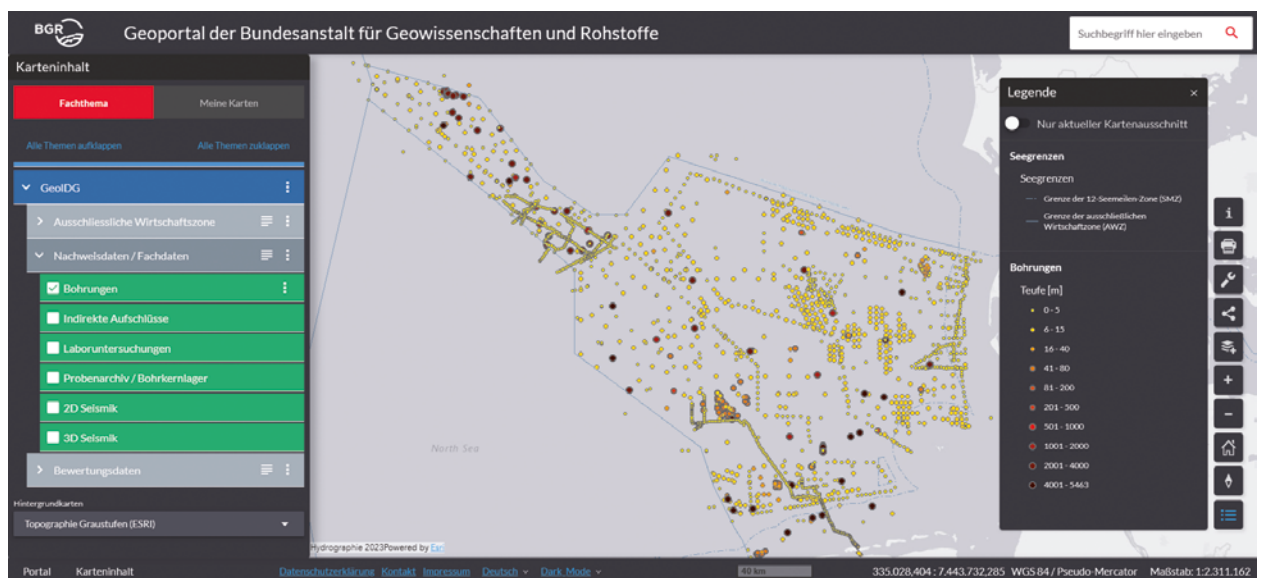 BGR
Geoportal der Bundesanstalt für Geowissenschaften und Rohstoffe
Suchbegriff hier eingeben
Karteninhalt
Fachthema
Meine Karten
Alle Themen aufklappen
Alle Themen zuklappen
GeoIDG
Ausschliessliche Wirtschaftszone
Nachweisdaten / Fachdaten
Bohrungen
Indirekte Aufschlüsse
Laboruntersuchungen
Probenarchiv / Bohrkernlager
2D Seismik
3D Seismik
Bewertungsdaten
Hintergrundkarten
Topographie Graustufen (ESRI)
North Sea
Hydrographie 2023Powered by Esri
Legende
×
Nur aktueller Kartenausschnitt
Seegrenzen
Seegrenzen
Grenze der 12-Seemeilen-Zone (SMZ)
Grenze der ausschließlichen
Wirtschaftzone (AWZ)
Bohrungen
Teufe [m]
0 - 5
6 - 15
16 - 40
41 - 80
81 - 200
201 - 500
501 - 1000
1001 - 2000
2001 - 4000
4001 - 5463
Portal
Karteninhalt
Datenschutzerklärung Kontakt Impressum Deutsch Dark Mode
40 km
335.028,404 ; 7.443.732,285 WGS 84 / Pseudo-Mercator Maßstab: 1:2.311.162